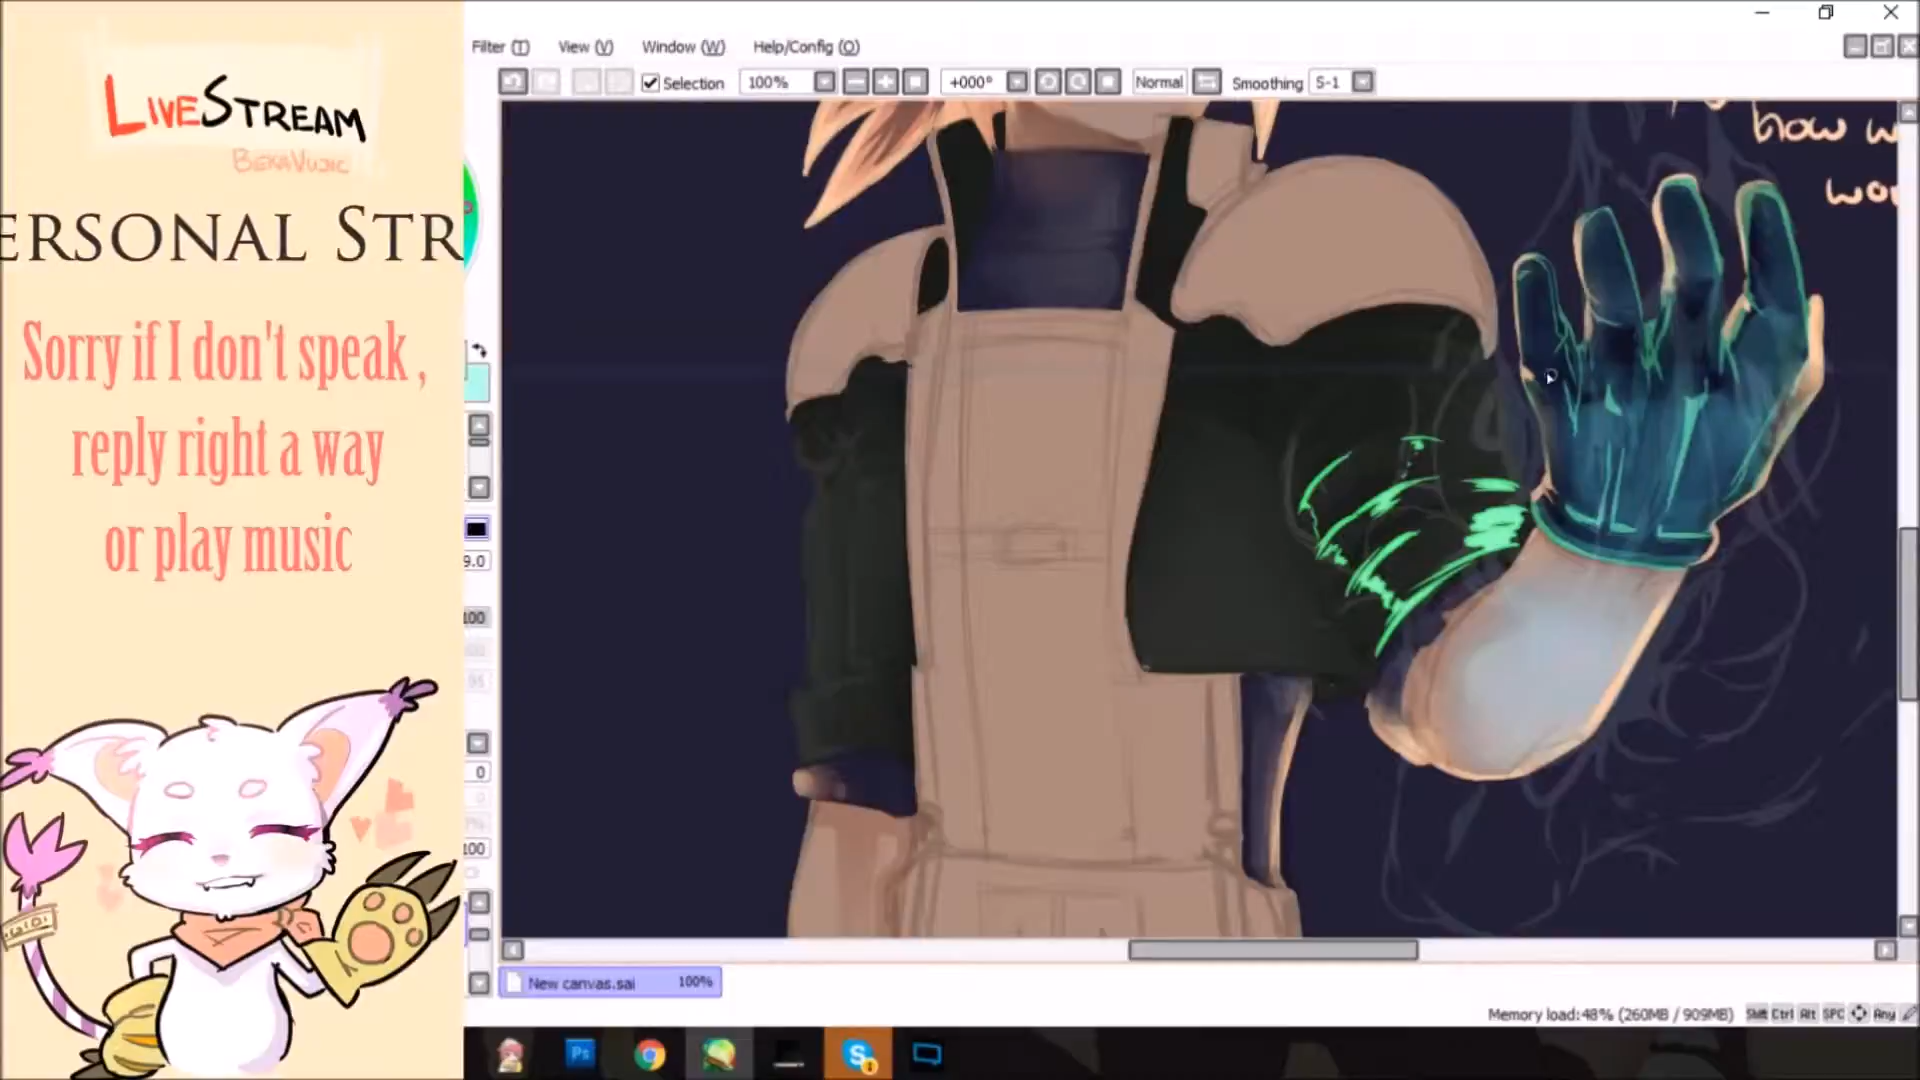 LIVESTREAM
BEKAVUJIC
ERSONAL STR
Sorry if I don't speak ,
reply right a way
or play music
Filter (T) View (V) Window (W) Help/Config (O)
Selection 100% +000° Normal Smoothing S-1
how w
wo
9.0
100
0
100
New canvas.sai 100%
Memory load:48% (260MB / 909MB) Shift Ctrl Alt SPC Any
Ps
S